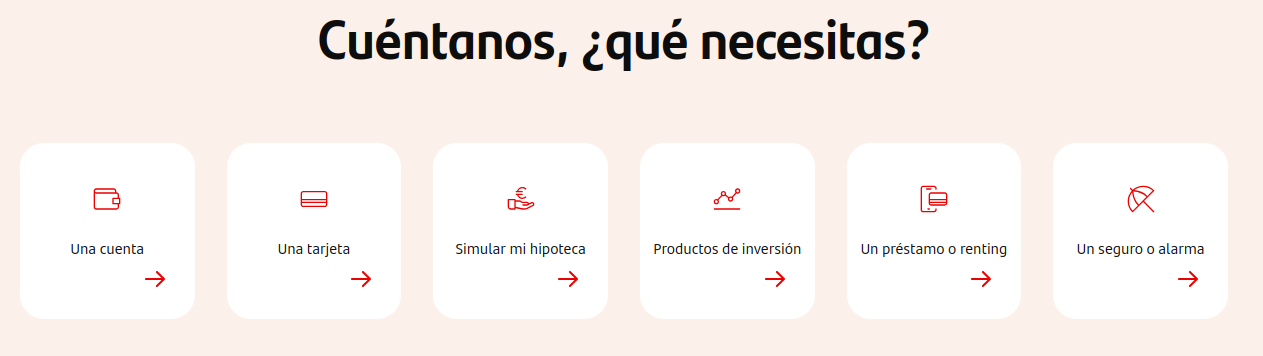 Cuéntanos, ¿qué necesitas?
Una cuenta
Una tarjeta
Simular mi hipoteca
Productos de inversión
Un préstamo o renting
Un seguro o alarma